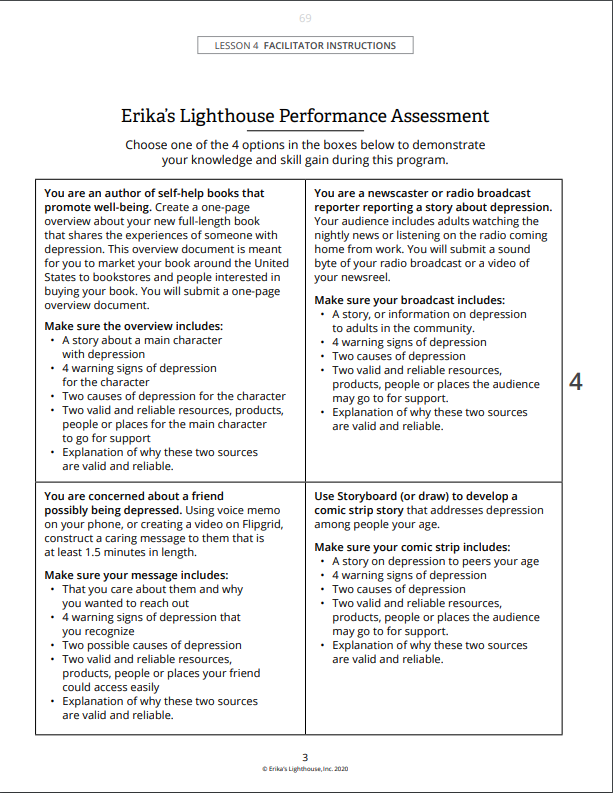 69
LESSON 4 FACILITATOR INSTRUCTIONS
Erika's Lighthouse Performance Assessment
Choose one of the 4 options in the boxes below to demonstrate
your knowledge and skill gain during this program.
You are an author of self-help books that
promote well-being. Create a one-page
overview about your new full-length book
that shares the experiences of someone with
depression. This overview document is meant
for you to market your book around the United
States to bookstores and people interested in
buying your book. You will submit a one-page
overview document.
Make sure the overview includes:
• A story about a main character
with depression
• 4 warning signs of depression
for the character
• Two causes of depression for the character
• Two valid and reliable resources, products,
people or places for the main character
to go for support
• Explanation of why these two sources
are valid and reliable.
You are a newscaster or radio broadcast
reporter reporting a story about depression.
Your audience includes adults watching the
nightly news or listening on the radio coming
home from work. You will submit a sound
byte of your radio broadcast or a video of
your newsreel.
Make sure your broadcast includes:
• A story, or information on depression
to adults in the community.
• 4 warning signs of depression
• Two causes of depression
• Two valid and reliable resources,
products, people or places the audience
may go to for support.
• Explanation of why these two sources
are valid and reliable.
4
You are concerned about a friend
possibly being depressed. Using voice memo
on your phone, or creating a video on Flipgrid,
construct a caring message to them that is
at least 1.5 minutes in length.
Make sure your message includes:
• That you care about them and why
you wanted to reach out
• 4 warning signs of depression that
you recognize
• Two possible causes of depression
• Two valid and reliable resources,
products, people or places your friend
could access easily
• Explanation of why these two sources
are valid and reliable.
Use Storyboard (or draw) to develop a
comic strip story that addresses depression
among people your age.
Make sure your comic strip includes:
• A story on depression to peers your age
• 4 warning signs of depression
• Two causes of depression
• Two valid and reliable resources,
products, people or places the audience
may go to for support.
• Explanation of why these two sources
are valid and reliable.
3
© Erika's Lighthouse, Inc. 2020